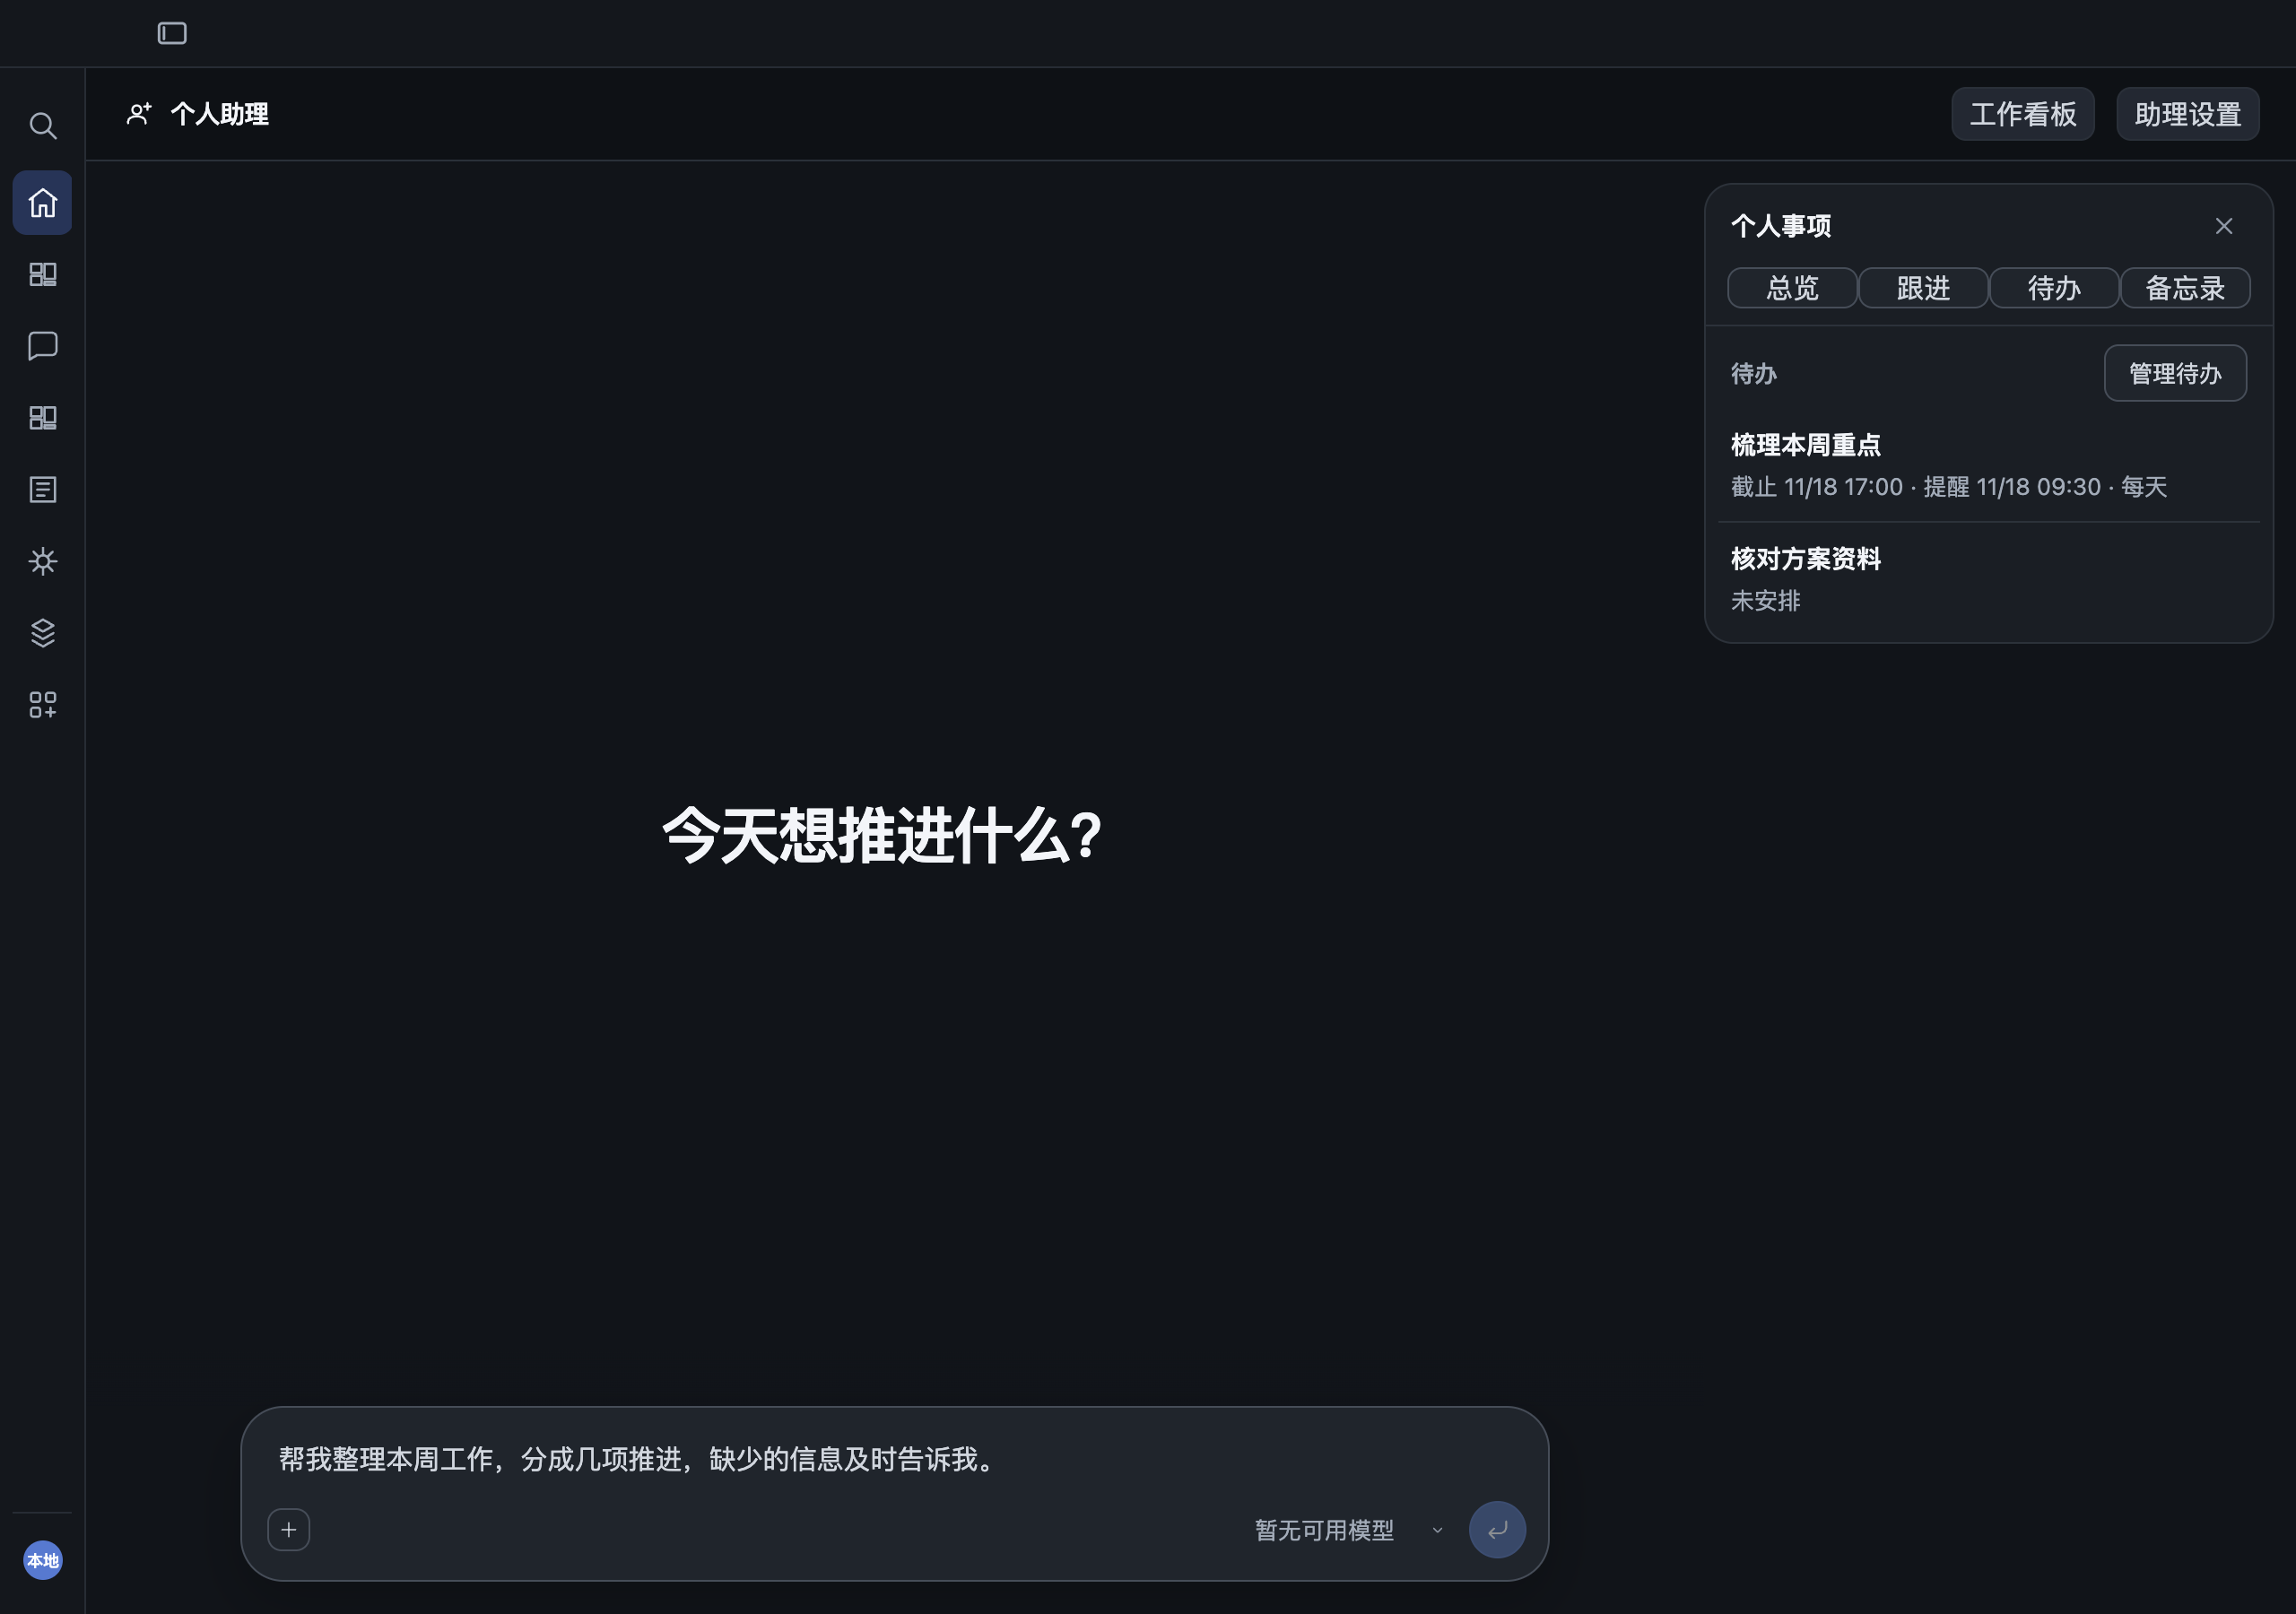 个人助理
工作看板
助理设置
个人事项
总览
跟进
待办
备忘录
待办
管理待办
梳理本周重点
截止 11/18 17:00 · 提醒 11/18 09:30 · 每天
核对方案资料
未安排
今天想推进什么?
帮我整理本周工作，分成几项推进，缺少的信息及时告诉我。
暂无可用模型
本地